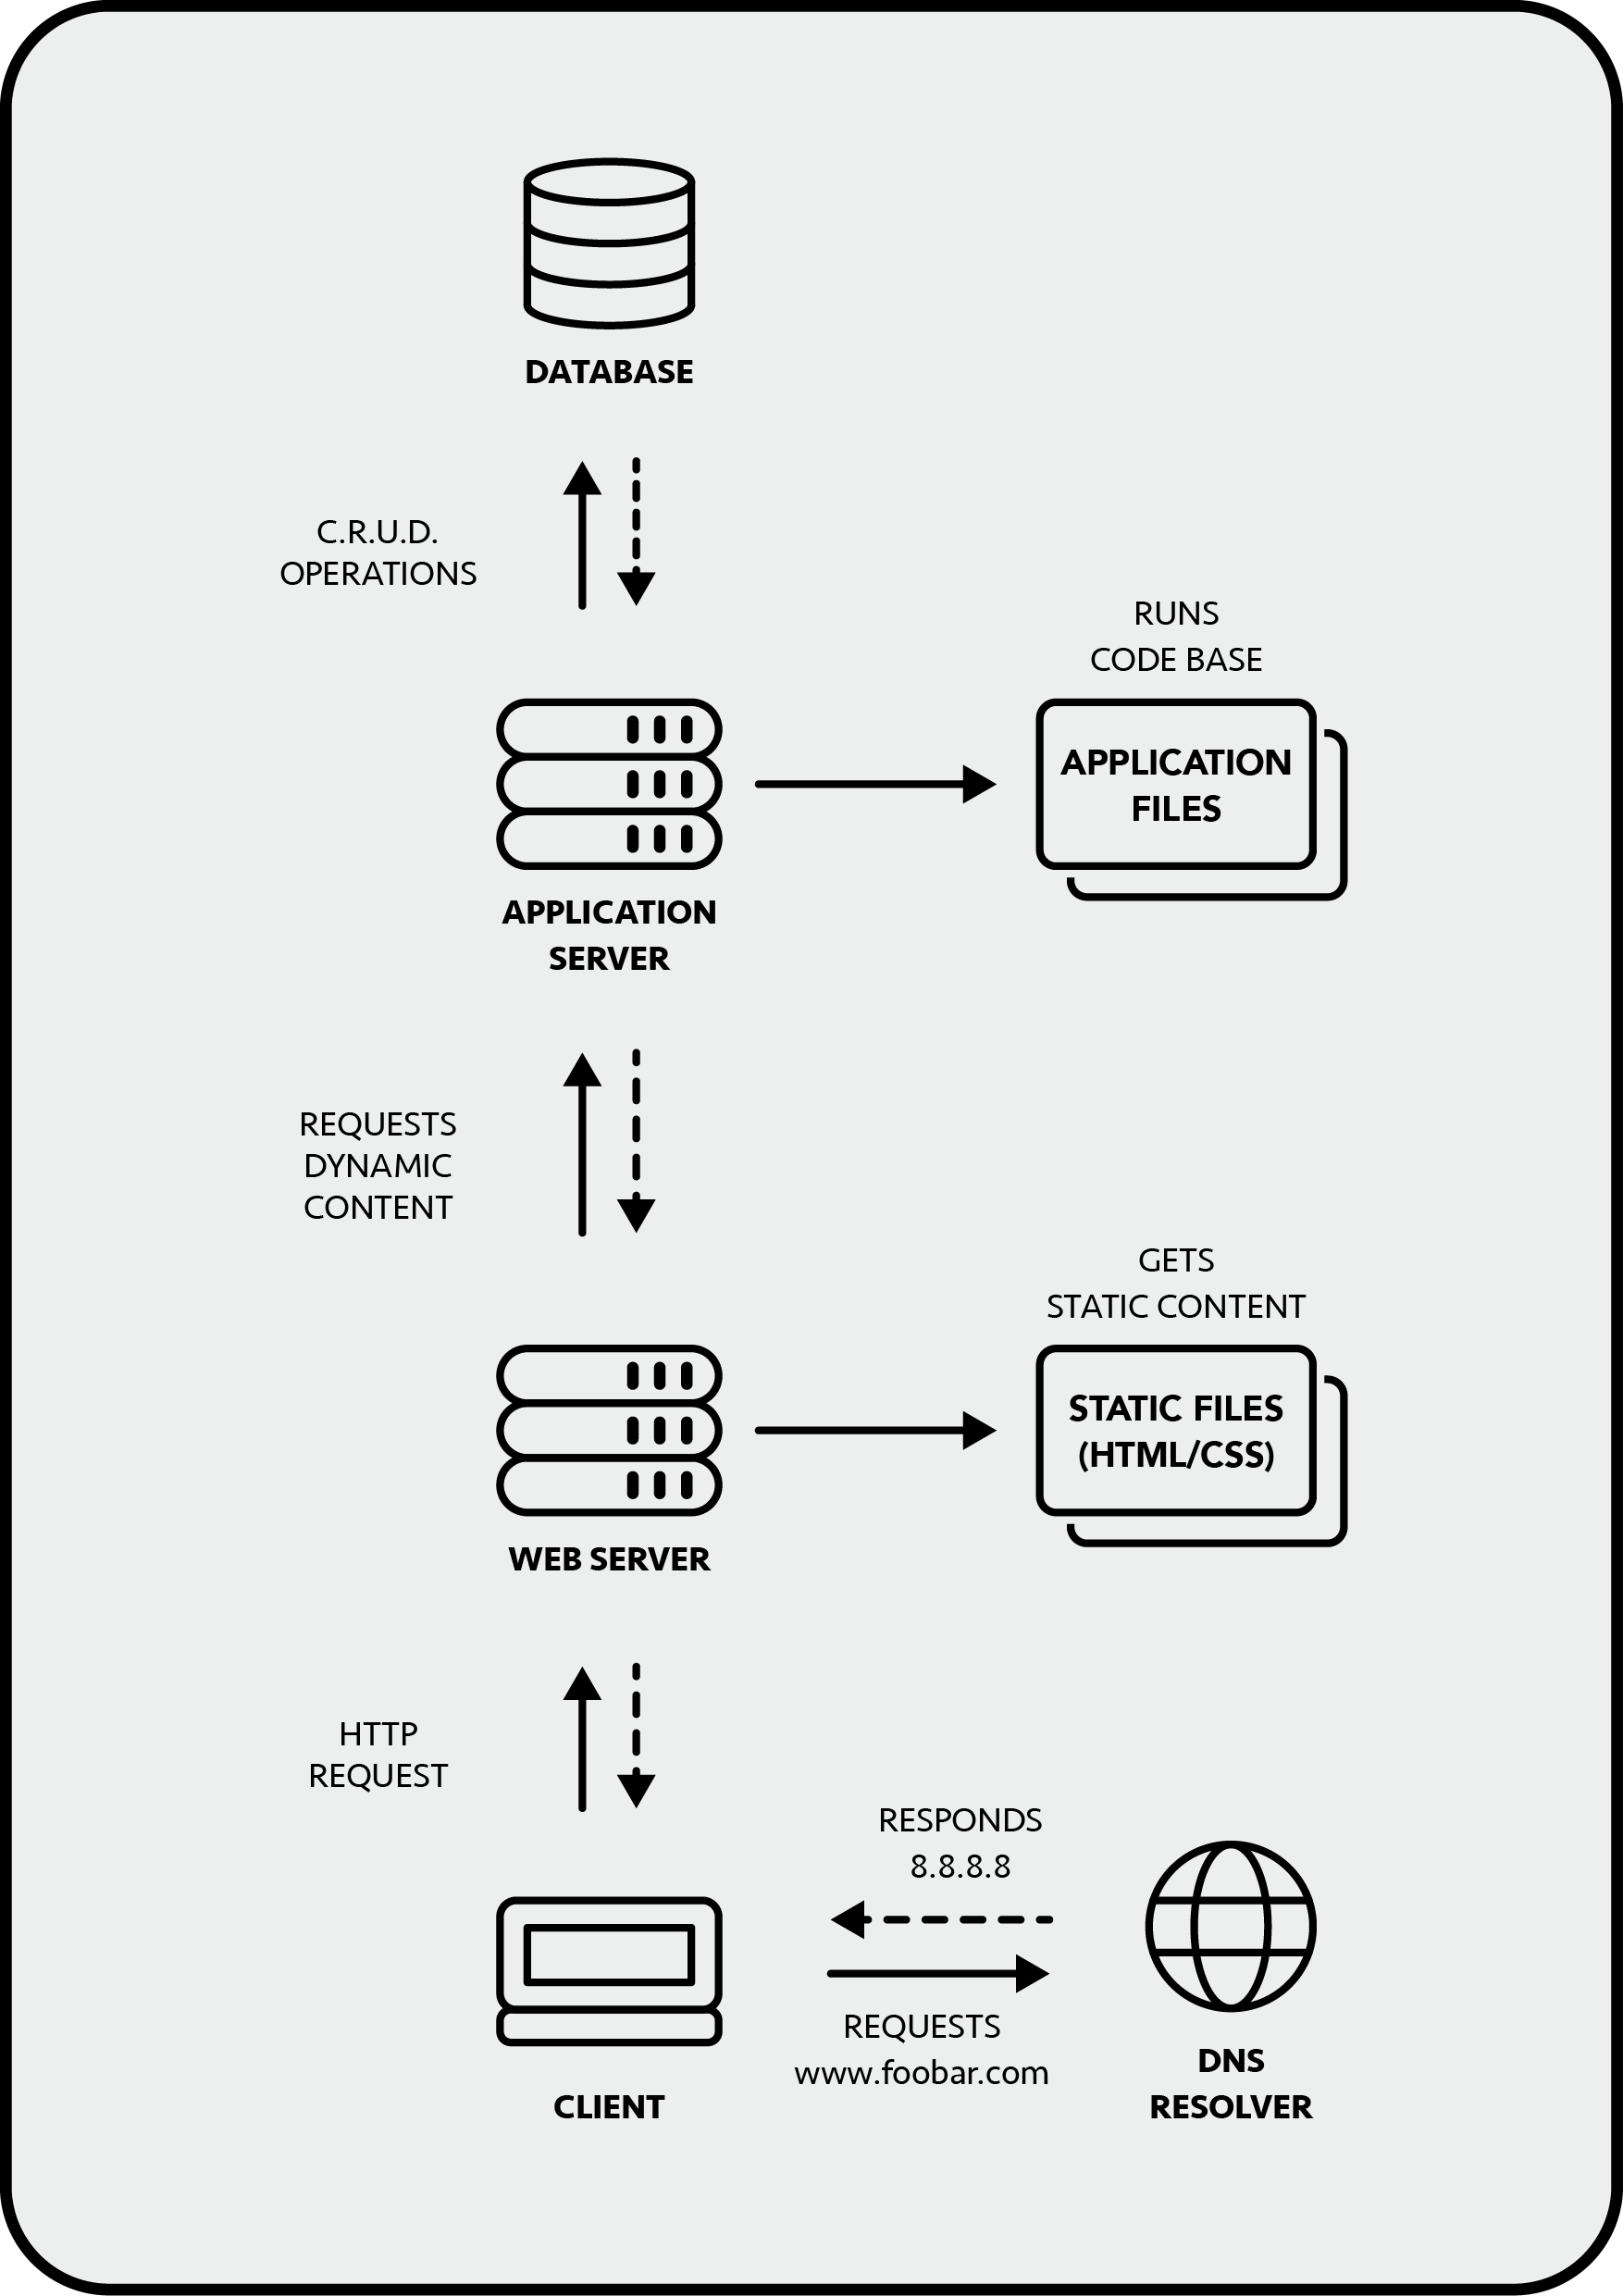 DATABASE
C.R.U.D.
OPERATIONS
RUNS
CODE BASE
APPLICATION
FILES
APPLICATION
SERVER
REQUESTS
DYNAMIC
CONTENT
GETS
STATIC CONTENT
STATIC FILES
(HTML/CSS)
WEB SERVER
HTTP
REQUEST
RESPONDS
8.8.8.8
REQUESTS
www.foobar.com
CLIENT
DNS
RESOLVER